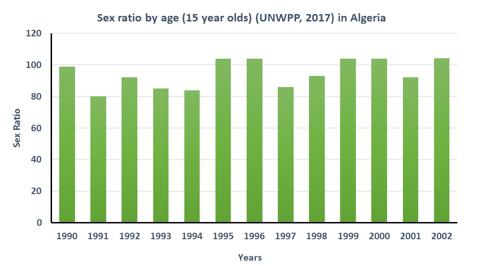 Sex ratio by age (15 year olds) (UNWPP, 2017) in Algeria
120
100
80
60
40
20
0
Sex Ratio
1990 1991 1992 1993 1994 1995 1996 1997 1998 1999 2000 2001 2002
Years